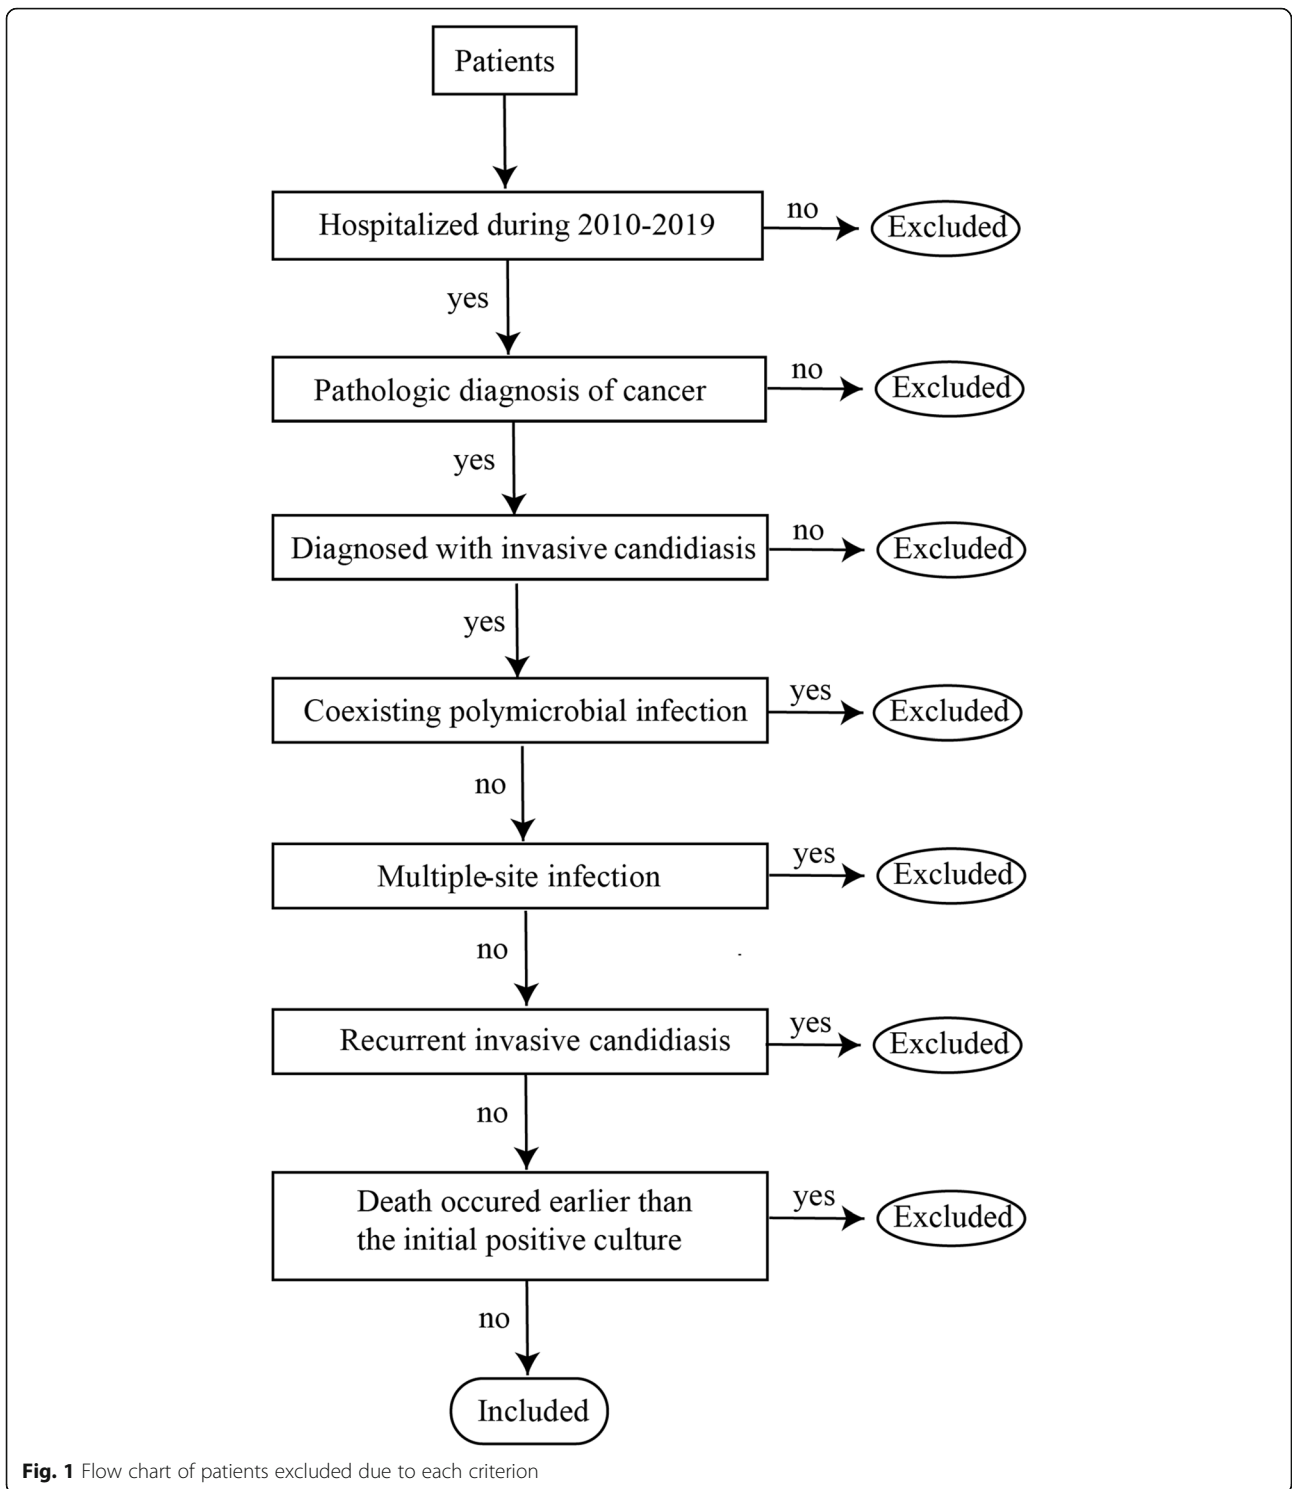 Patients
Hospitalized during 2010-2019
no
Excluded
yes
Pathologic diagnosis of cancer
no
Excluded
yes
Diagnosed with invasive candidiasis
no
Excluded
yes
Coexisting polymicrobial infection
yes
Excluded
no
Multiple-site infection
yes
Excluded
no
Recurrent invasive candidiasis
yes
Excluded
no
Death occured earlier than
the initial positive culture
yes
Excluded
no
Included
Fig. 1 Flow chart of patients excluded due to each criterion